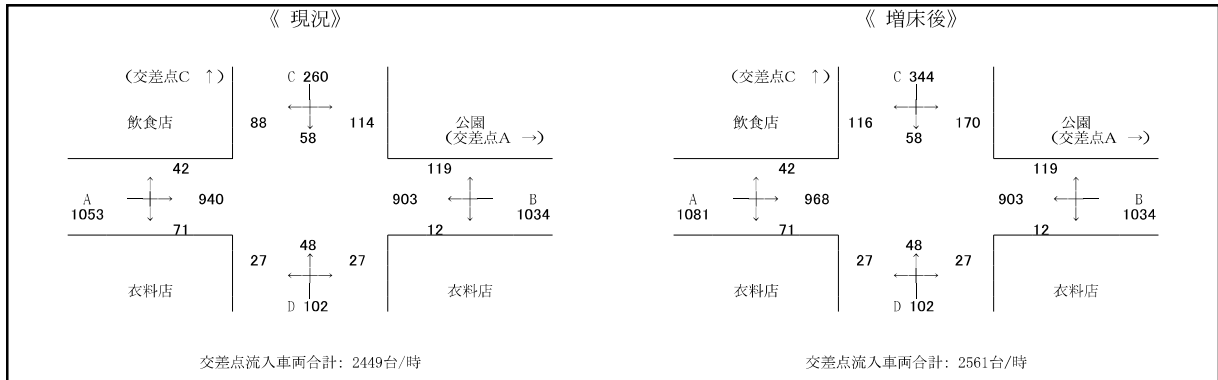 《 現況》
(交差点C ↑)
C 260
飲食店
88
114
公園
58
(交差点A →)
42
119
A
940
903
B
1053
1034
71
12
48
27
27
衣料店
衣料店
D 102
交差点流入車両合計: 2449台/時
《 増床後》
(交差点C ↑)
C 344
飲食店
116
170
公園
58
(交差点A →)
42
119
A
968
903
B
1081
1034
71
12
48
27
27
衣料店
衣料店
D 102
交差点流入車両合計: 2561台/時